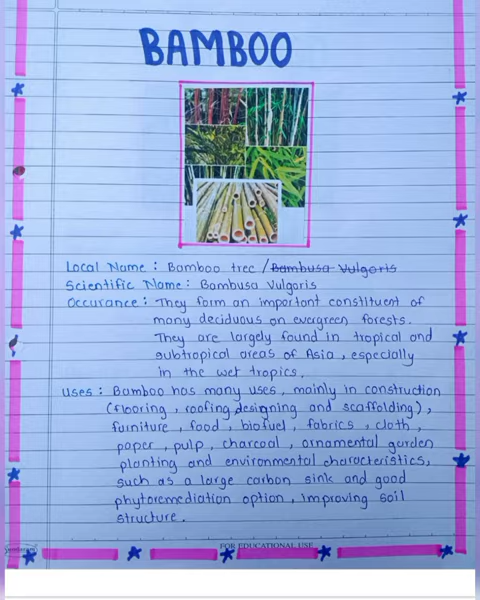 BAMBOO
Local Name : Bamboo tree / Bambusa Vulgoris
Scientific Name : Bambusa Vulgoris
Occurance : They form an important constituent of
many deciduous on evergreen forests.
They are largely found in tropical and
subtropical areas of Asia , especially
in the wet tropics.
Uses : Bamboo has many uses, mainly in construction
(flooring , roofing, designing and scaffolding) ,
furniture , food , biofuel , fabrics , cloth ,
paper , pulp , charcoal , ornamental garden
planting and environmental characteristics,
such as a large carbon sink and good
phytoremediation option , improving soil
structure.
FOR EDUCATIONAL USE
Sundaram